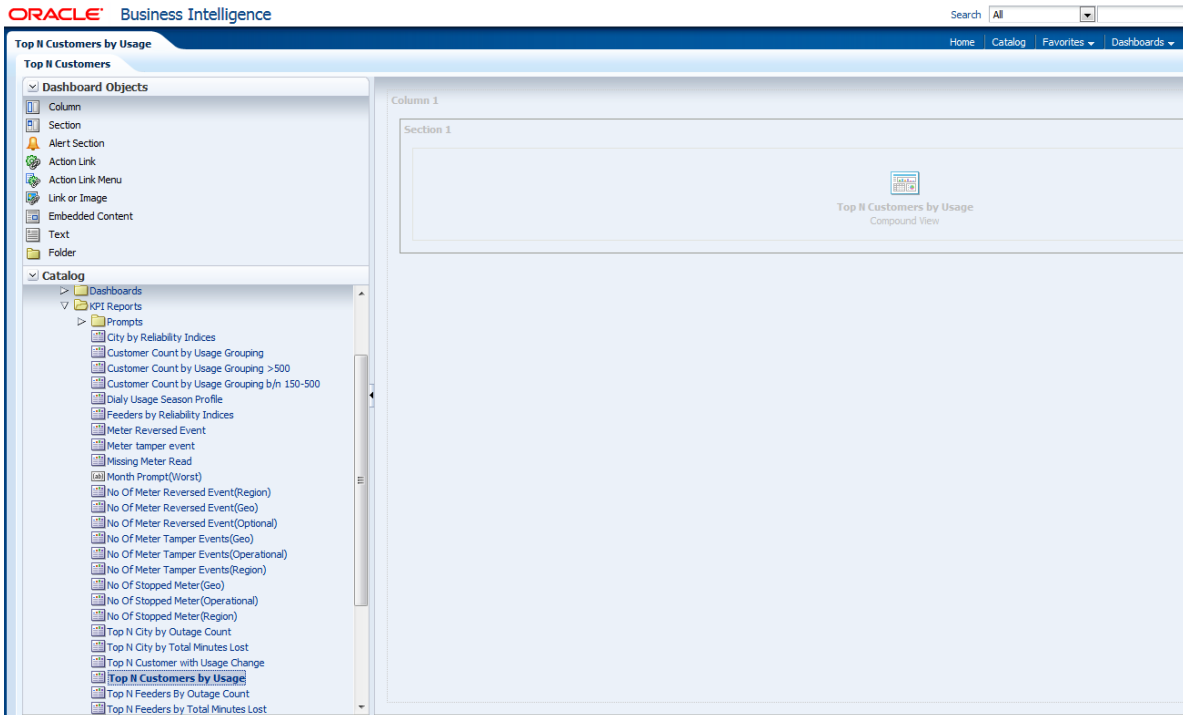 ORACLE Business Intelligence
Search All
Top N Customers by Usage
Home Catalog Favorites Dashboards
Top N Customers
Dashboard Objects
Column
Section
Alert Section
Action Link
Action Link Menu
Link or Image
Embedded Content
Text
Folder
Catalog
Dashboards
KPI Reports
Prompts
City by Reliability Indices
Customer Count by Usage Grouping
Customer Count by Usage Grouping >500
Customer Count by Usage Grouping b/n 150-500
Dialy Usage Season Profile
Feeders by Reliability Indices
Meter Reversed Event
Meter tamper event
Missing Meter Read
Month Prompt(Worst)
No Of Meter Reversed Event(Region)
No Of Meter Reversed Event(Geo)
No Of Meter Reversed Event(Optional)
No Of Meter Tamper Events(Geo)
No Of Meter Tamper Events(Operational)
No Of Meter Tamper Events(Region)
No Of Stopped Meter(Geo)
No Of Stopped Meter(Operational)
No Of Stopped Meter(Region)
Top N City by Outage Count
Top N City by Total Minutes Lost
Top N Customer with Usage Change
Top N Customers by Usage
Top N Feeders By Outage Count
Top N Feeders by Total Minutes Lost
Column 1
Section 1
Top N Customers by Usage
Compound View